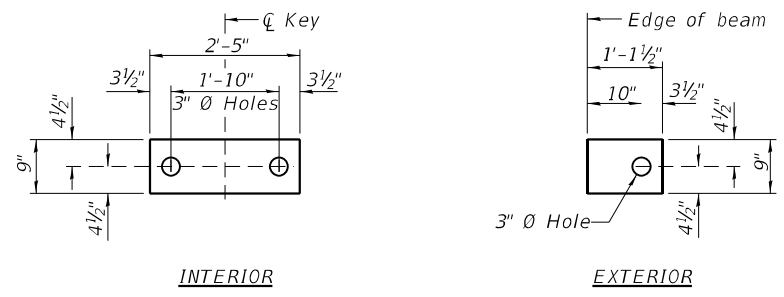 ℄ Key
2'-5"
3½" 1'-10" 3½"
3" Ø Holes
4½"
9"
4½"
INTERIOR
Edge of beam
1'-1½"
10" 3½"
4½"
9"
4½"
3" Ø Hole
EXTERIOR